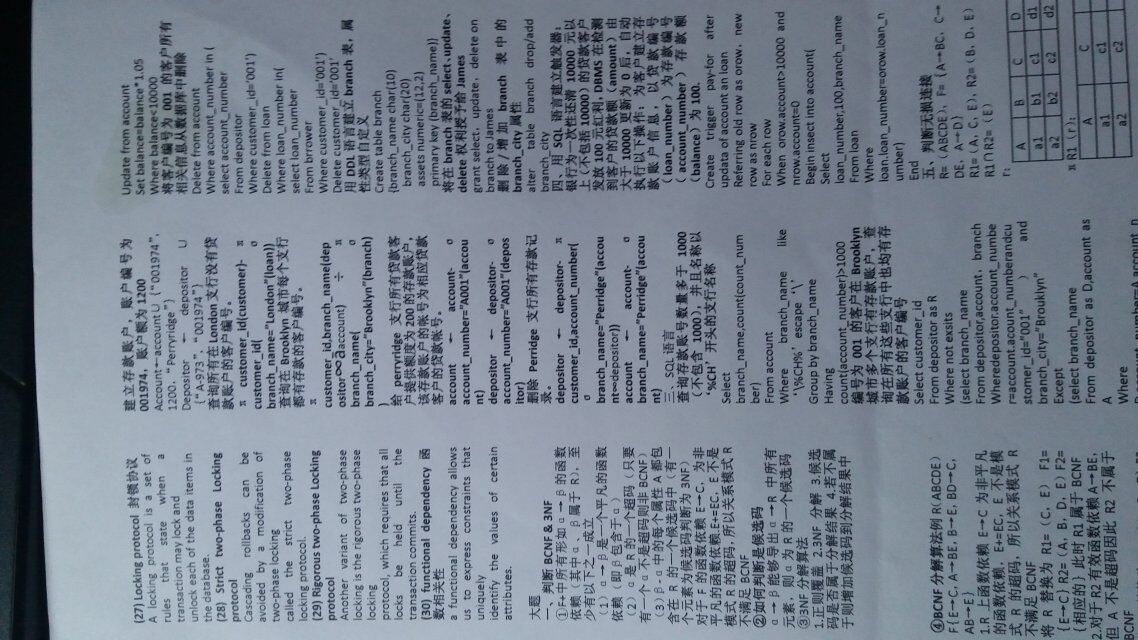 (27) Locking protocol 封锁协议
A locking protocol is a set of
rules that state when a
transaction may lock and
unlock each of the data items in
the database.
(28) Strict two-phase Locking
protocol
Cascading rollbacks can be
avoided by a modification of
two-phase locking
called the strict two-phase
locking protocol.
(29) Rigorous two-phase Locking
protocol
Another variant of two-phase
locking is the rigorous two-phase
locking
protocol, which requires that all
locks be held until the
transaction commits.
(30) functional dependency 函
数相关性
a functional dependency allows
us to express constraints that
uniquely
identify the values of certain
attributes.
大题
一、判断 BCNF & 3NF
①F+中所有形如α→β的函数
依赖（其中α、β属于 R），至
少有以下之一成立
（1）α→β是一个平凡的函数
依赖（即β包含于α）
（2）α是 R 的一个超码（只要
有一个α不是超码则非 BCNF）
（3）β-α中的每个属性 A 都包
含在 R 的一个候选码中（有一
个元素为候选码判断为 3NF）
对于 F 的函数依赖 E→C，为非
平凡的函数依赖.E+=EC，E 不是
模式 R 的超码，所以关系模式 R
不满足 BCNF
②如何判断是候选码
α→β能够导出α→R 中所有
元素，则α为 R 的一个候选码
③3NF 分解算法
1.正则覆盖 2.3NF 分解 3.候选
码是否属于分解结果 4.若不属
于则增加候选码到分解结果中
④BCNF 分解算法例 R（ABCDE）
F{E→C，A→BE，B→E，BD→C，
AB→E}
1.R 上函数依赖 E→C 为非平凡
的函数依赖，E+=EC，E 不是模
式 R 的超码，所以关系模式 R
不满足 BCNF
将 R 替换为 R1=（C，E） F1=
{E→C} R2=（A，B，D，E）F2=
{相应的} 此时 R1 属于 BCNF
2.对于 R2 有效函数依赖 A→BE，
但 A 不是超码因此 R2 不属于
BCNF
建立存款账户，账户编号为
001974，账户额为 1200
Account←account∪ {"001974"，
1200，"Perryridge"}
Depositor ← depositor ∪
{"A-973"，"001974"}
查询所有在 London 支行没有贷
款账户的客户编号。
π customer_id(customer)- π
customer_id( σ
branch_name="London"(loan))
查询在 Brooklyn 城市每个支行
都有存款的客户编号。
π
customer_id,branch_name(dep
ositor∞aaccount) ÷ π
branch_name( σ
branch_city="Brooklyn"(branch)
)
给 perryridge 支行所有贷款客
户提供额度为 200 的存款账户，
该存款账户的帐号为相应贷款
客户的贷款帐号。
account ← account- σ
account_number="A001"(accou
nt)
depositor ← depositor- σ
account_number="A001"(depos
itor)
删除 Perridge 支行所有存款记
录。
depositor ← depositor- π
customer_id,account_number(
σ
branch_name="Perridge"(accou
nt∞depositor))
account ← account- σ
branch_name="Perridge"(accou
nt)
三、SQL 语言
查询存款账号数量多于 1000
（不包含 1000），并且名称以
‘%CH’开头的支行名称
Select
branch_name,count(count_num
ber)
From account
Where branch_name like
‘\%CH%’ escape ‘\’
Group by branch_name
Having
count(account_number)>1000
编号为 001 的客户在 Brooklyn
城市多个支行有存款账户，查
询在所有这些支行中也均有存
款账户的客户编号
Select customer_id
From depositor as R
Where not exsits
(select branch_name
From depositor,account，branch
Wheredepositor.account_numbe
r=account.acount_numberandcu
stomer_id="001" ) and
branch_city="Brouklyn"
Except
(select branch_name
From depositor as D,account as
A
Where
D.account_number=A.account_n
Update from account
Set balance=balance*1.05
Where balance<10000
将客户编号为 001 的客户所有
相关信息从数据库中删除
Delete from account
Where account_number in (
select account_number
From depositor
Where customer_id=‘001’)
Delete from loan
Where loan_number in(
select loan_number
From brrower
Where customer_id=‘001’)
Delete customer_id=‘001’
用 DDL 语言建立 branch 表，属
性类型自定义
Create table branch
{branch_name char(10)
branch_city char(20)
assets numeric=(12,2)
primary key (branch_name)}
将在 branch 表的 select、update、
delete 权利授予给 James
grant select，update，delete on
branch to James
删除/增加 branch 表中的
branch_city 属性
alter table branch drop/add
branch_city
四、用 SQL 语言建立触发器：
银行为一次性还清 10000 元以
上（不包括 10000）的贷款客户
发放 100 元红利，DBMS 在检测
到客户的贷款额（amount）由
大于 10000 更新为 0 后，自动
执行以下操作：为客户建立存
款账户信息，以贷款编号
（loan_number）为存款编号
（account_number）存款额
（balance）为 100.
Create trigger pay-for after
updata of account an loan
Referring old row as orow，new
row as nrow
For each row
When orow.account>10000 and
nrow.account=0
Begin insect into account(
Select
loan_number,100,branch_name
From loan
Where
loan.loan_number=orow.loan_n
umber)
End
五、判断无损连接
R=（ABCDE），F={A→BC，C→
DE，A→D}
R1=（A，C，E），R2=（B，D，E）
R1∩R2=（E）
r：
A B C D
a1 b1 c1 d1
a2 b2 c2 d2
πR1（r）：
A C
a1 c1
a2 c2